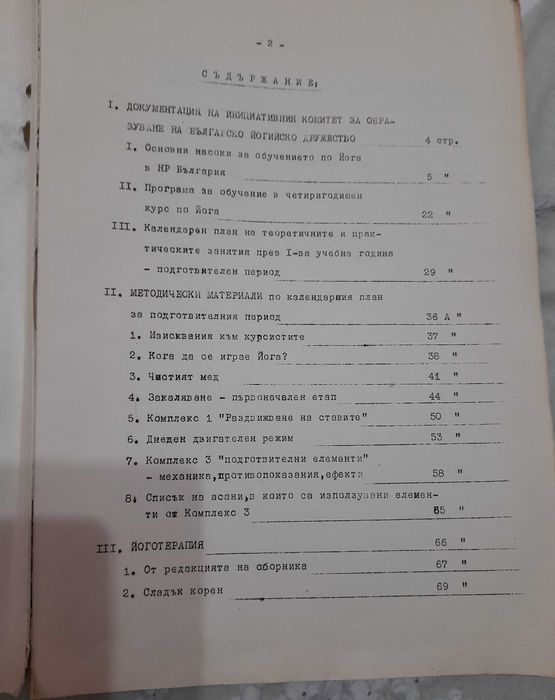 - 2 -
СЪДЪРЖАНИЕ:
I. ДОКУМЕНТАЦИЯ НА ИНИЦИАТИВНИЯ КОМИТЕТ ЗА ОБРА-
ЗУВАНЕ НА БЪЛГАРСКО ЙОГИЙСКО ДРУЖЕСТВО 4 стр.
I. Основни насоки за обучението по Йога
в НР България 5 "
II. Програма за обучение в четиригодишен
курс по Йога 22 "
III. Календарен план на теоретичните и прак-
тическите занятия през I-ва учебна година
- подготвителен период 29 "
II. МЕТОДИЧЕСКИ МАТЕРИАЛИ по календарния план
за подготвителния период 36 А "
1. Изисквания към курсистите 37 "
2. Кога да се играе Йога? 38 "
3. Чистият мед 41 "
4. Закаляване - първоначален етап 44 "
5. Комплекс 1 "Раздвижване на ставите" 50 "
6. Дневен двигателен режим 53 "
7. Комплекс 3 "подготвителни елементи"
- механика,противопоказания,ефекти 58 "
8. Списък на асани,в които са използувани елемен-
ти от Комплекс 3 65 "
III. ЙОГОТЕРАПИЯ 66 "
1. От редакцията на сборника 67 "
2. Сладък корен 69 "